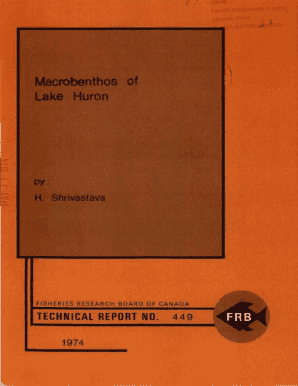 Macrobenthos of
Lake Huron
by
H. Shrivastava
FISHERIES RESEARCH BOARD OF CANADA
TECHNICAL REPORT NO. 449
FRB
1974